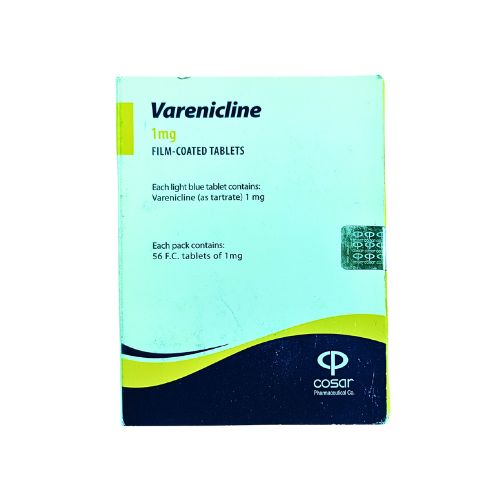 Varenicline
1mg
FILM-COATED TABLETS
Each light blue tablet contains:
Varenicline (as tartrate) 1 mg
Each pack contains:
56 F.C. tablets of 1mg
cosar
Pharmaceutical Co.